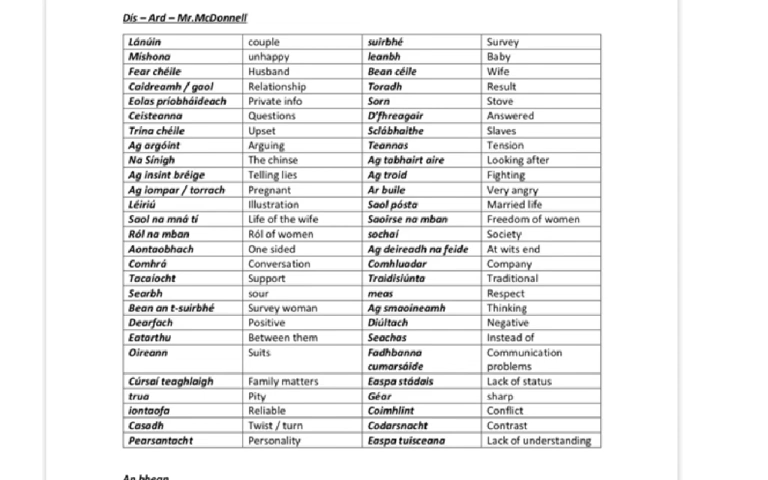 Dís – Ard – Mr.McDonnell
Lánúin couple suirbhé Survey
Míshona unhappy leanbh Baby
Fear chéile Husband Bean céile Wife
Caidreamh / gaol Relationship Toradh Result
Eolas príobháideach Private info Sorn Stove
Ceisteanna Questions D'fhreagair Answered
Trína chéile Upset Sclábhaithe Slaves
Ag argóint Arguing Teannas Tension
Na Sínigh The chinse Ag tabhairt aire Looking after
Ag insint bréige Telling lies Ag troid Fighting
Ag iompar / torrach Pregnant Ar buile Very angry
Léiriú Illustration Saol pósta Married life
Saol na mná tí Life of the wife Saoirse na mban Freedom of women
Ról na mban Ról of women sochaí Society
Aontaobhach One sided Ag deireadh na feide At wits end
Comhrá Conversation Comhluadar Company
Tacaíocht Support Traidisiúnta Traditional
Searbh sour meas Respect
Bean an t-suirbhé Survey woman Ag smaoineamh Thinking
Dearfach Positive Diúltach Negative
Eatarthu Between them Seachas Instead of
Oireann Suits Fadhbanna Communication
cumarsáide problems
Cúrsaí teaghlaigh Family matters Easpa stádais Lack of status
trua Pity Géar sharp
iontaofa Reliable Coimhlint Conflict
Casadh Twist / turn Codarsnacht Contrast
Pearsantacht Personality Easpa tuisceana Lack of understanding
An bhean